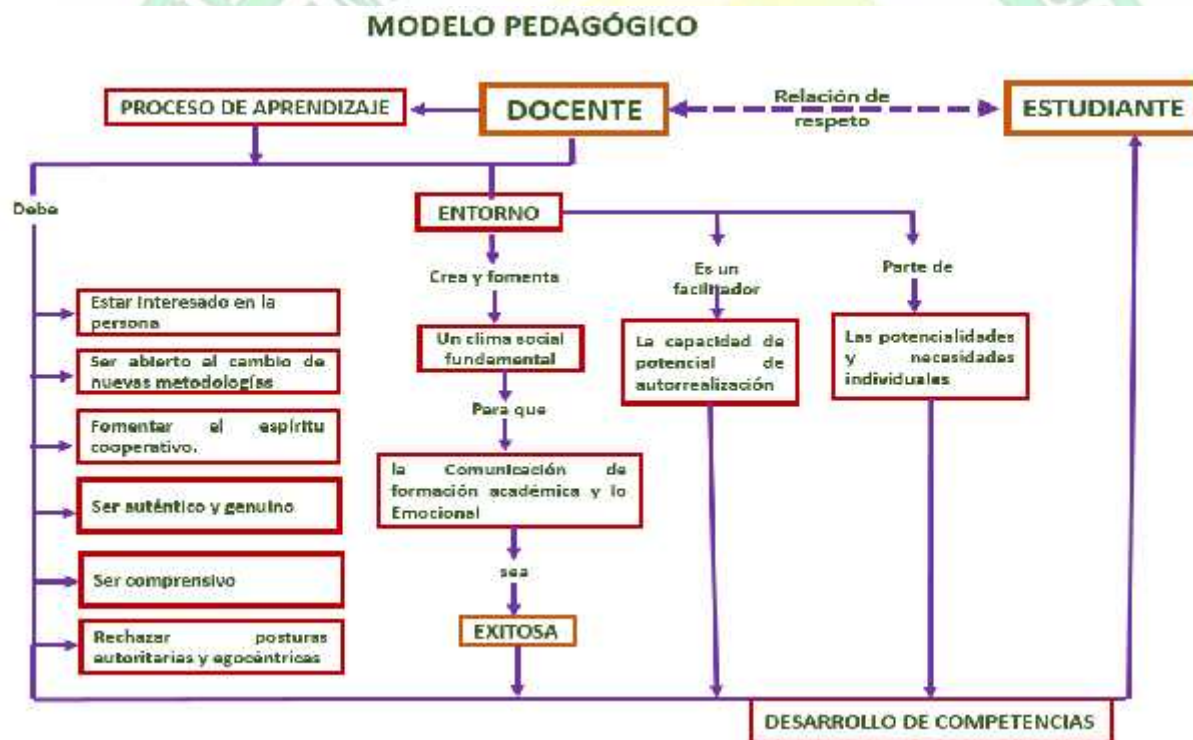 MODELO PEDAGÓGICO
PROCESO DE APRENDIZAJE
DOCENTE
Relación de
respeto
ESTUDIANTE
Debe
ENTORNO
Crea y fomenta
Es un
facilitador
Parte de
Estar interesado en la
persona
Ser abierto al cambio de
nuevas metodologías
Fomentar el espíritu
cooperativo.
Ser auténtico y genuino
Ser comprensivo
Rechazar posturas
autoritarias y egocéntricas
Un clima social
fundamental
Para que
la Comunicación de
formación académica y lo
Emocional
sea
EXITOSA
La capacidad de
potencial de
autorrealización
Las potencialidades
y necesidades
individuales
DESARROLLO DE COMPETENCIAS